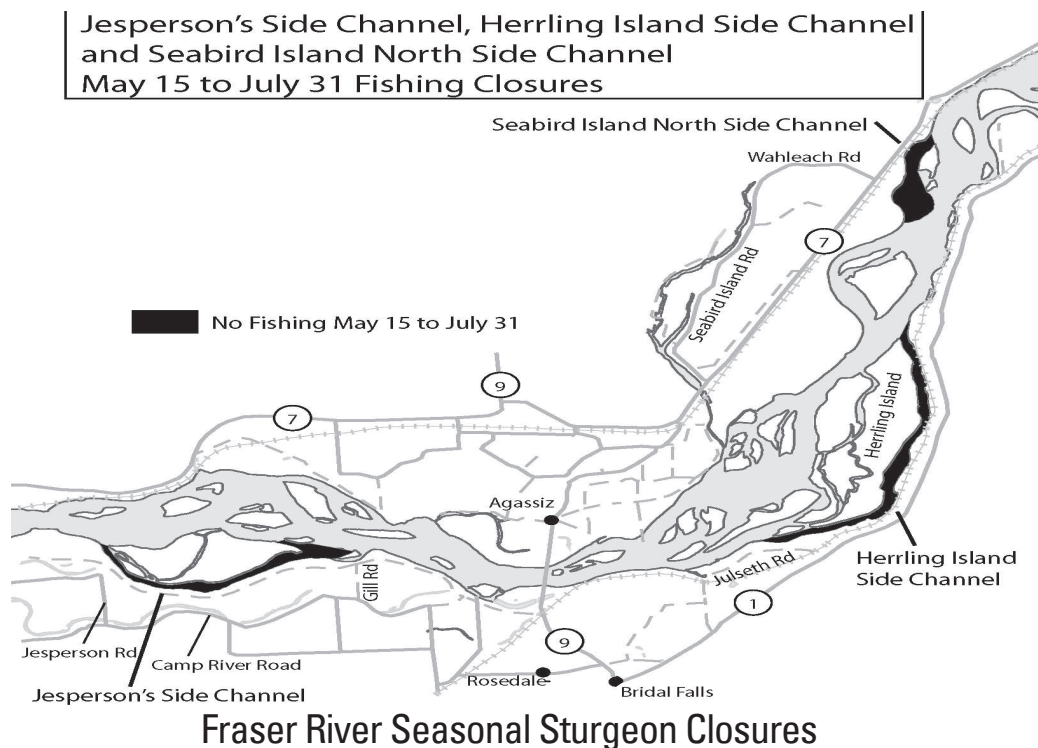 Jesperson’s Side Channel, Herrling Island Side Channel
and Seabird Island North Side Channel
May 15 to July 31 Fishing Closures
Seabird Island North Side Channel
Wahleach Rd
7
Seabird Island Rd
No Fishing May 15 to July 31
9
7
Herrling Island
Agassiz
Herrling Island
Side Channel
Julseth Rd
Gill Rd
1
9
Jesperson Rd
Camp River Road
Rosedale
Bridal Falls
Jesperson’s Side Channel
Fraser River Seasonal Sturgeon Closures